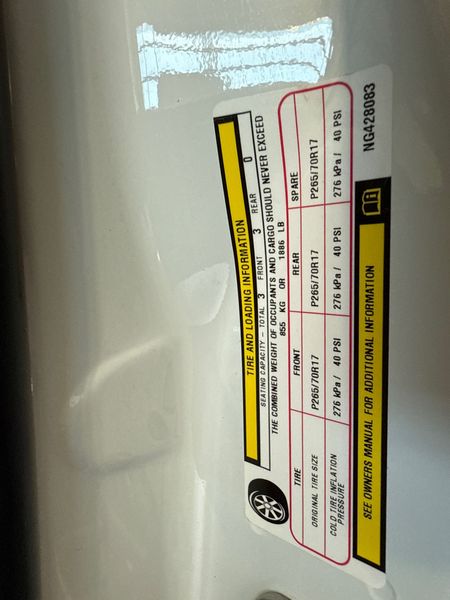 TIRE AND LOADING INFORMATION
SEATING CAPACITY - TOTAL 3 FRONT 3 REAR 0
THE COMBINED WEIGHT OF OCCUPANTS AND CARGO SHOULD NEVER EXCEED
855 KG OR 1886 LB
TIRE FRONT REAR SPARE
ORIGINAL TIRE SIZE P265/70R17 P265/70R17 P265/70R17
COLD TIRE INFLATION
PRESSURE 276 kPa/ 40 PSI 276 kPa/ 40 PSI 276 kPa/ 40 PSI
SEE OWNERS MANUAL FOR ADDITIONAL INFORMATION
NG428083